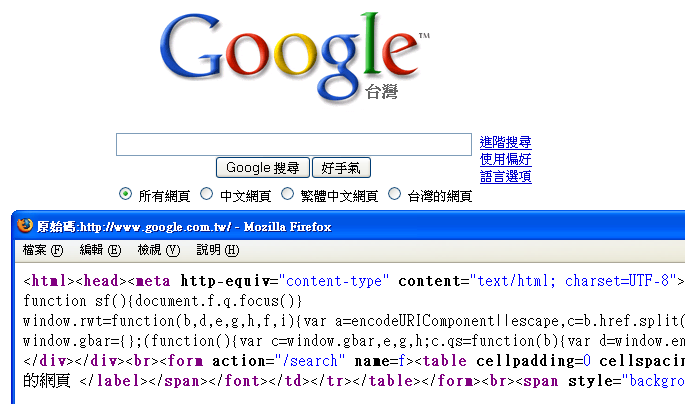 Google™
台灣
進階搜尋
Google 搜尋 好手氣 使用偏好
語言選項
所有網頁 中文網頁 繁體中文網頁 台灣的網頁
原始碼:http://www.google.com.tw/ - Mozilla Firefox
檔案 (F) 編輯 (E) 檢視 (V) 說明 (H)
<html><head><meta http-equiv="content-type" content="text/html; charset=UTF-8">
function sf(){document.f.q.focus()}
window.rwt=function(b,d,e,g,h,f,i){var a=encodeURIComponent||escape,c=b.href.split(
window.gbar={};(function(){var c=window.gbar,e,g,h;c.qs=function(b){var d=window.en
</div></div><br><form action="/search" name=f><table cellpadding=0 cellspacin
的網頁 </label></span></font></td></tr></table></form><br><span style="backgro